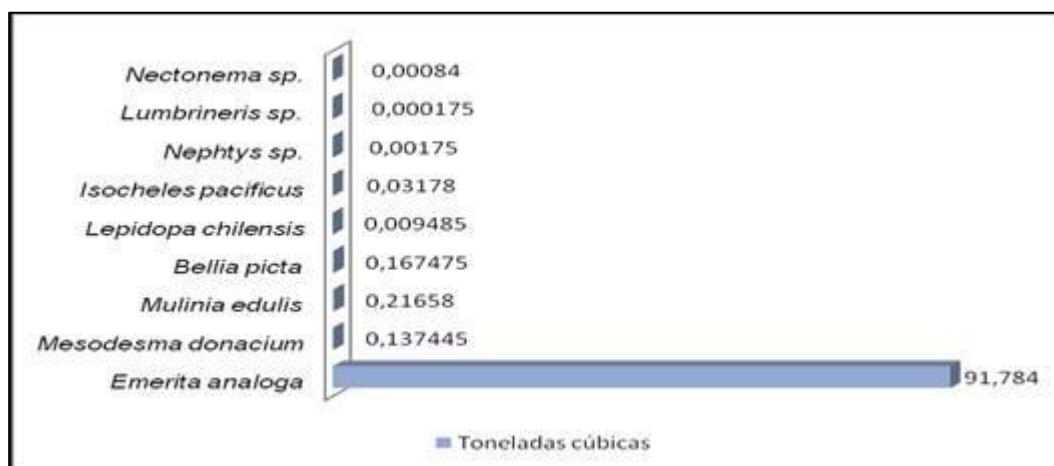 Nectonema sp. 0,00084
Lumbrineris sp. 0,000175
Nephtys sp. 0,00175
Isocheles pacificus 0,03178
Lepidopa chilensis 0,009485
Bellia picta 0,167475
Mulinia edulis 0,21658
Mesodesma donacium 0,137445
Emerita analoga 91,784
Toneladas cúbicas